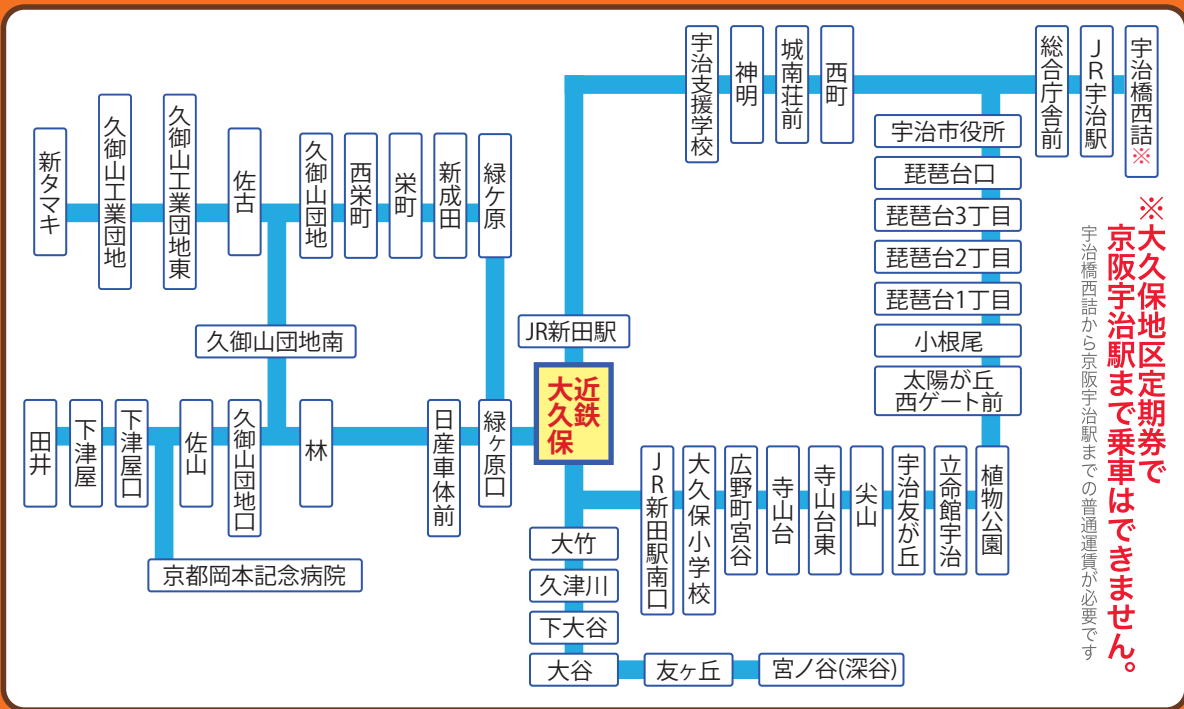 宇治支援学校
神明
城南荘前
西町
総合庁舎前
JR宇治駅
宇治橋西詰※
宇治市役所
琵琶台口
琵琶台3丁目
琵琶台2丁目
琵琶台1丁目
小根尾
太陽が丘
西ゲート前
新タマキ
久御山工業団地
久御山工業団地東
佐古
久御山団地
西栄町
栄町
新成田
緑ケ原
久御山団地南
JR新田駅
近鉄
大久保
田井
下津屋
下津屋口
佐山
久御山団地口
林
日産車体前
緑ヶ原口
京都岡本記念病院
JR新田駅南口
大久保小学校
広野町宮谷
寺山台
寺山台東
尖山
宇治友が丘
立命館宇治
植物公園
大竹
久津川
下大谷
大谷
友ヶ丘
宮ノ谷(深谷)
※大久保地区定期券で
京阪宇治駅まで乗車はできません。
宇治橋西詰から京阪宇治駅までの普通運賃が必要です